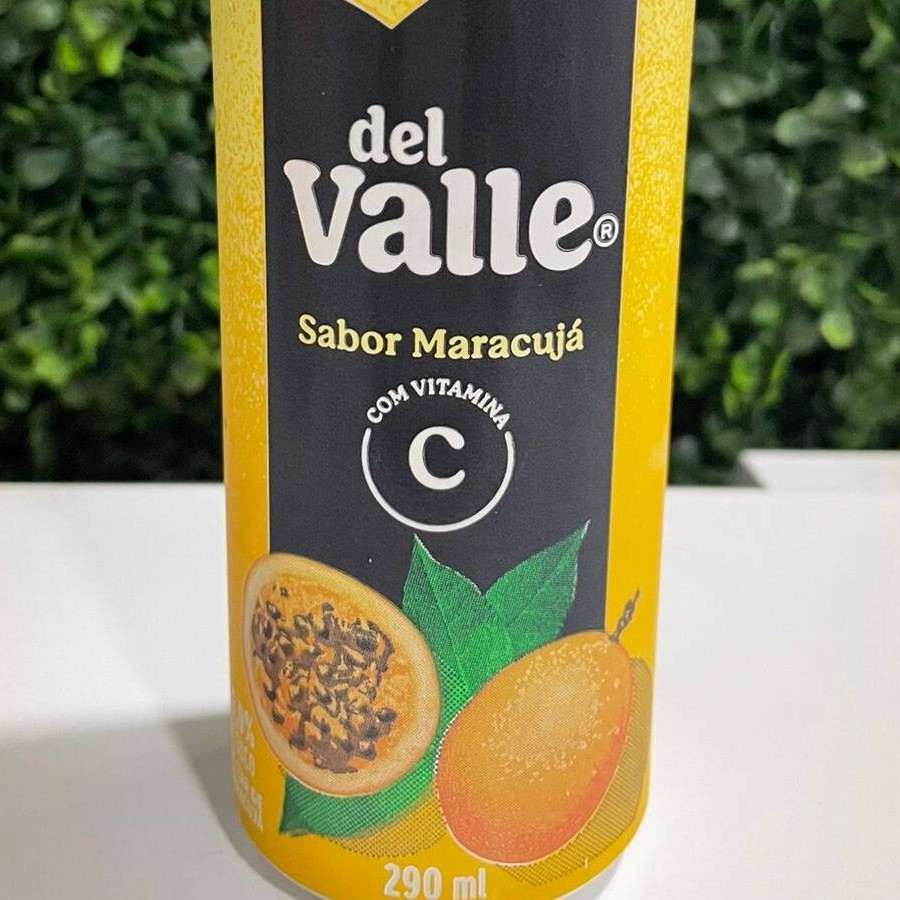 del
Valle®
Sabor Maracujá
COM VITAMINA
C
290 ml